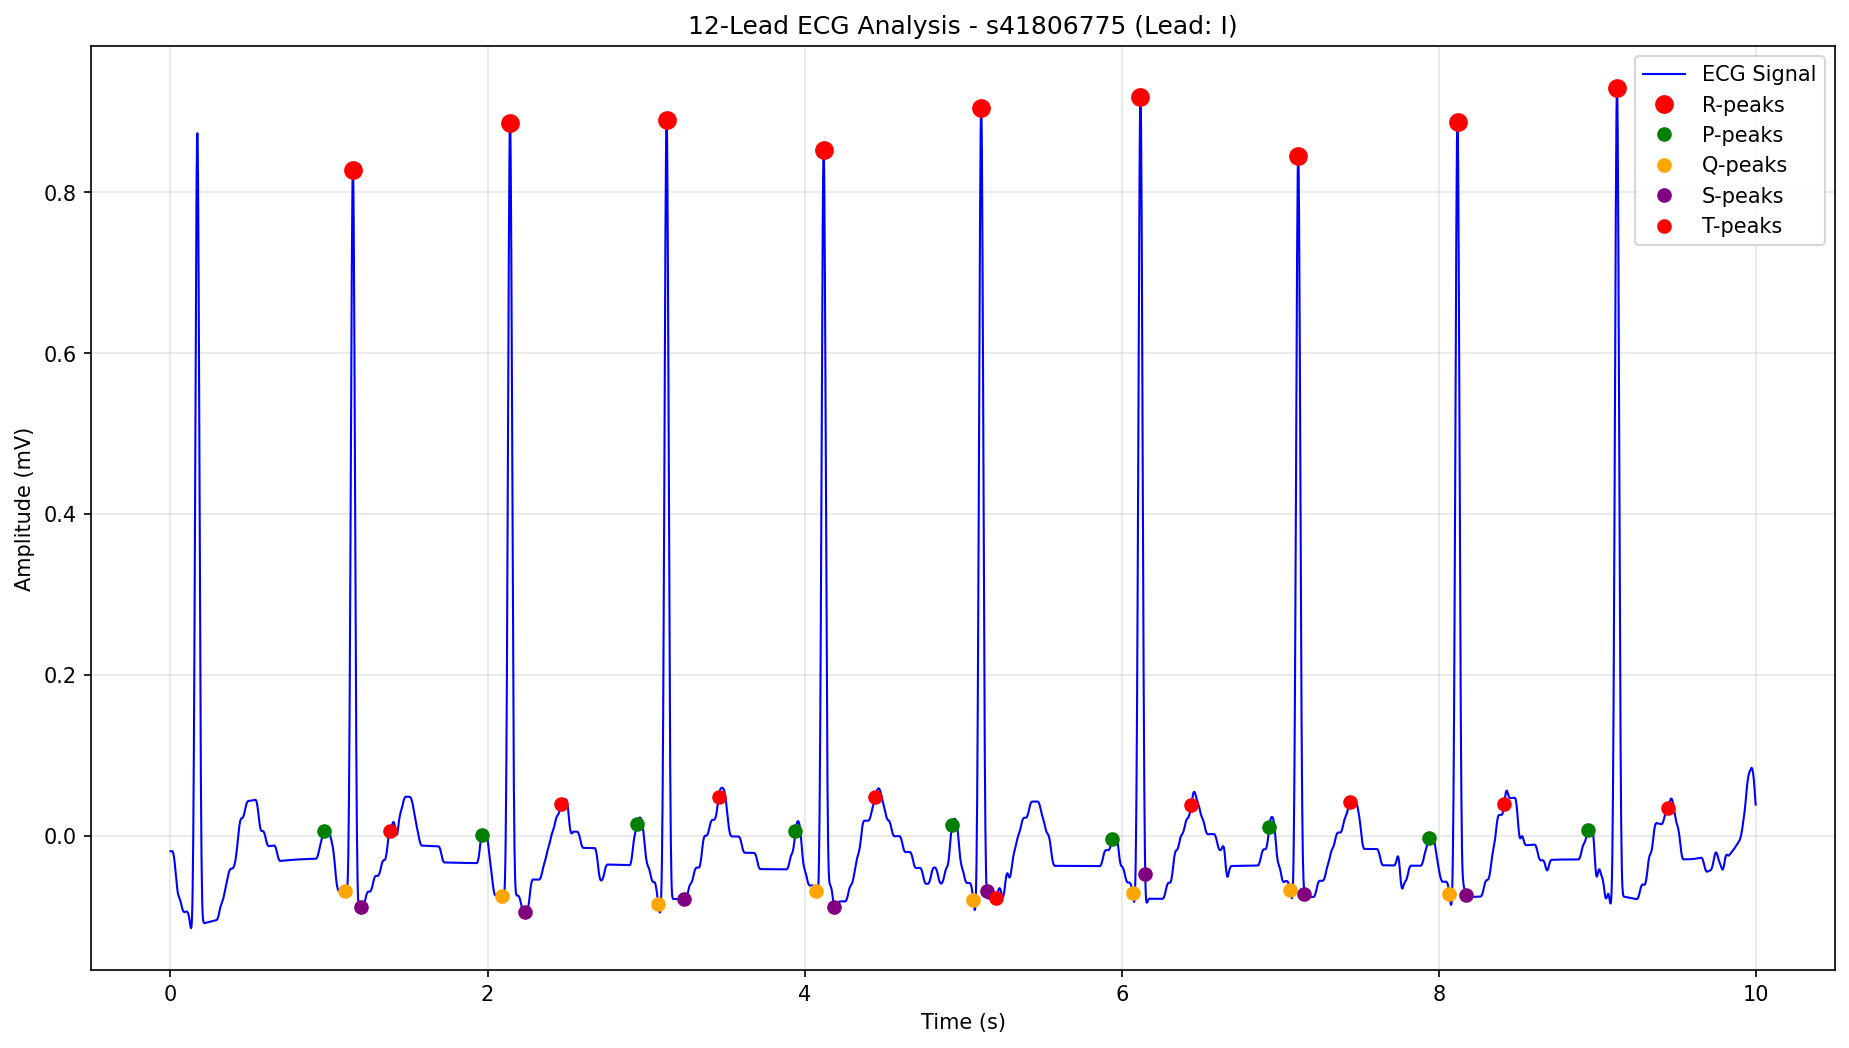 12-Lead ECG Analysis - s41806775 (Lead: I)
ECG Signal
R-peaks
P-peaks
Q-peaks
S-peaks
T-peaks
Amplitude (mV)
0.8
0.6
0.4
0.2
0.0
0 2 4 6 8 10
Time (s)